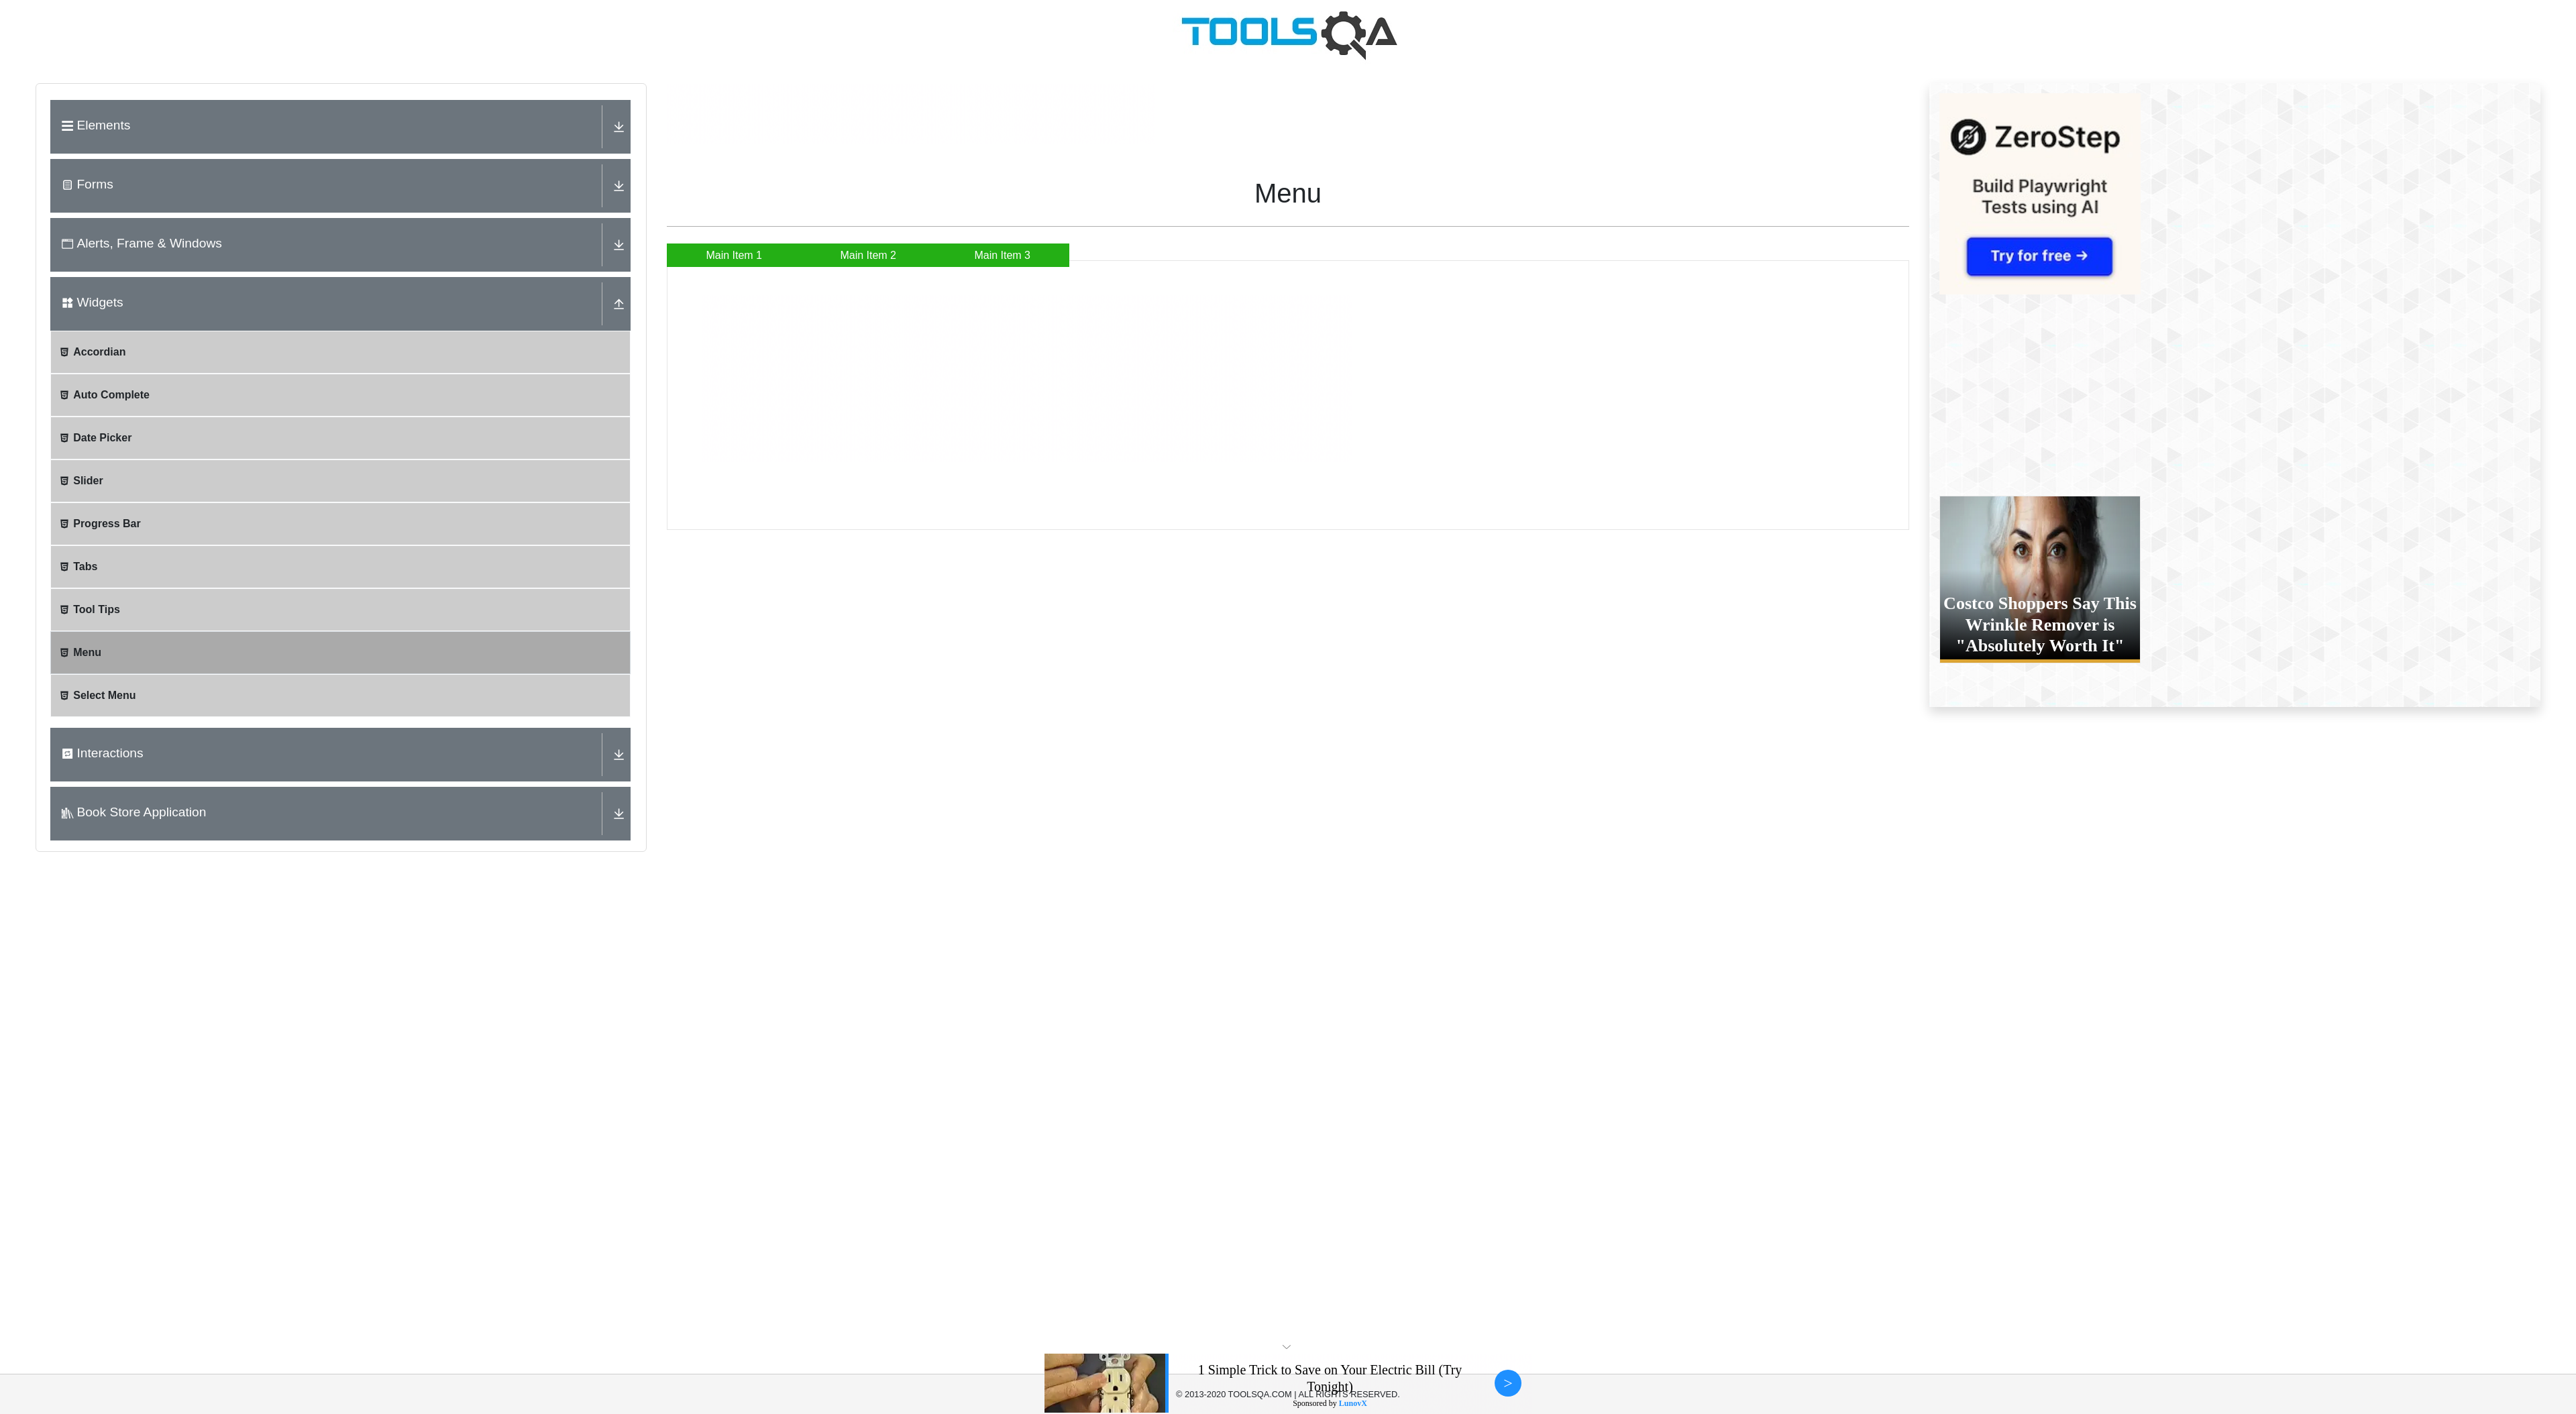 TOOLSQA
Elements
Forms
Alerts, Frame & Windows
Widgets
Accordian
Auto Complete
Date Picker
Slider
Progress Bar
Tabs
Tool Tips
Menu
Select Menu
Interactions
Book Store Application
Menu
Main Item 1
Main Item 2
Main Item 3
ZeroStep
Build Playwright
Tests using AI
Try for free →
Costco Shoppers Say This
Wrinkle Remover is
"Absolutely Worth It"
1 Simple Trick to Save on Your Electric Bill (Try
Tonight)
© 2013-2020 TOOLSQA.COM | ALL RIGHTS RESERVED.
Sponsored by LunovX
>